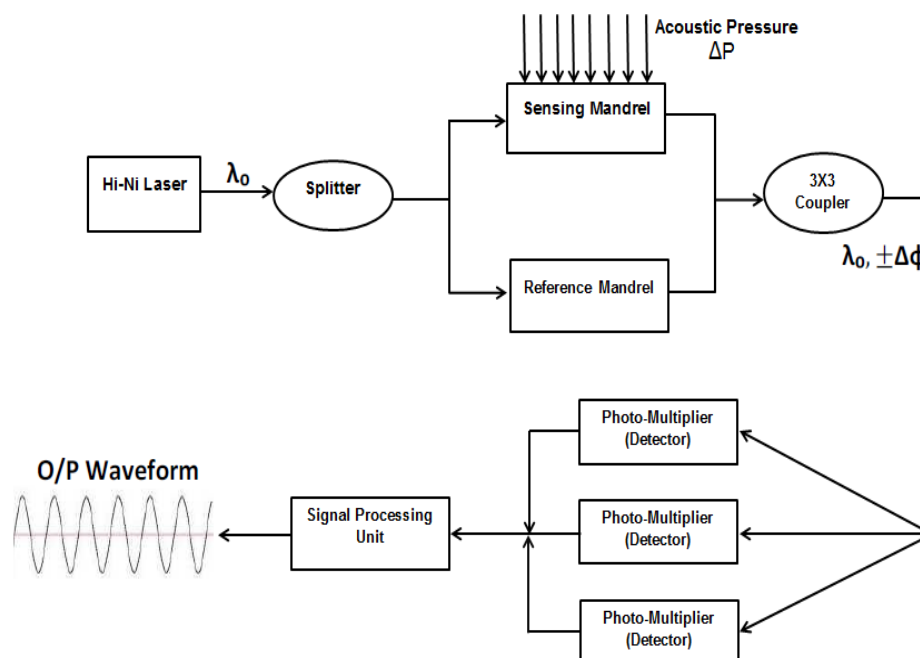 Acoustic Pressure
ΔP
Sensing Mandrel
Hi-Ni Laser
λ₀
Splitter
3X3
Coupler
λ₀, ±Δϕ
Reference Mandrel
Photo-Multiplier
(Detector)
O/P Waveform
Signal Processing
Unit
Photo-Multiplier
(Detector)
Photo-Multiplier
(Detector)